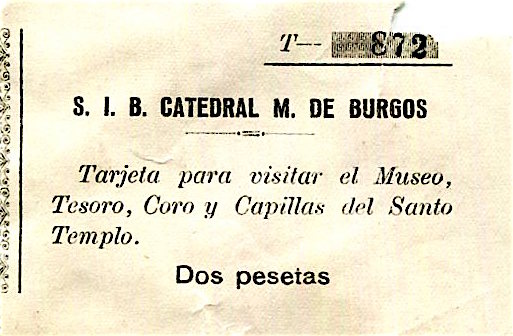 T— 872
S. I. B. CATEDRAL M. DE BURGOS
Tarjeta para visitar el Museo,
Tesoro, Coro y Capillas del Santo
Templo.
Dos pesetas